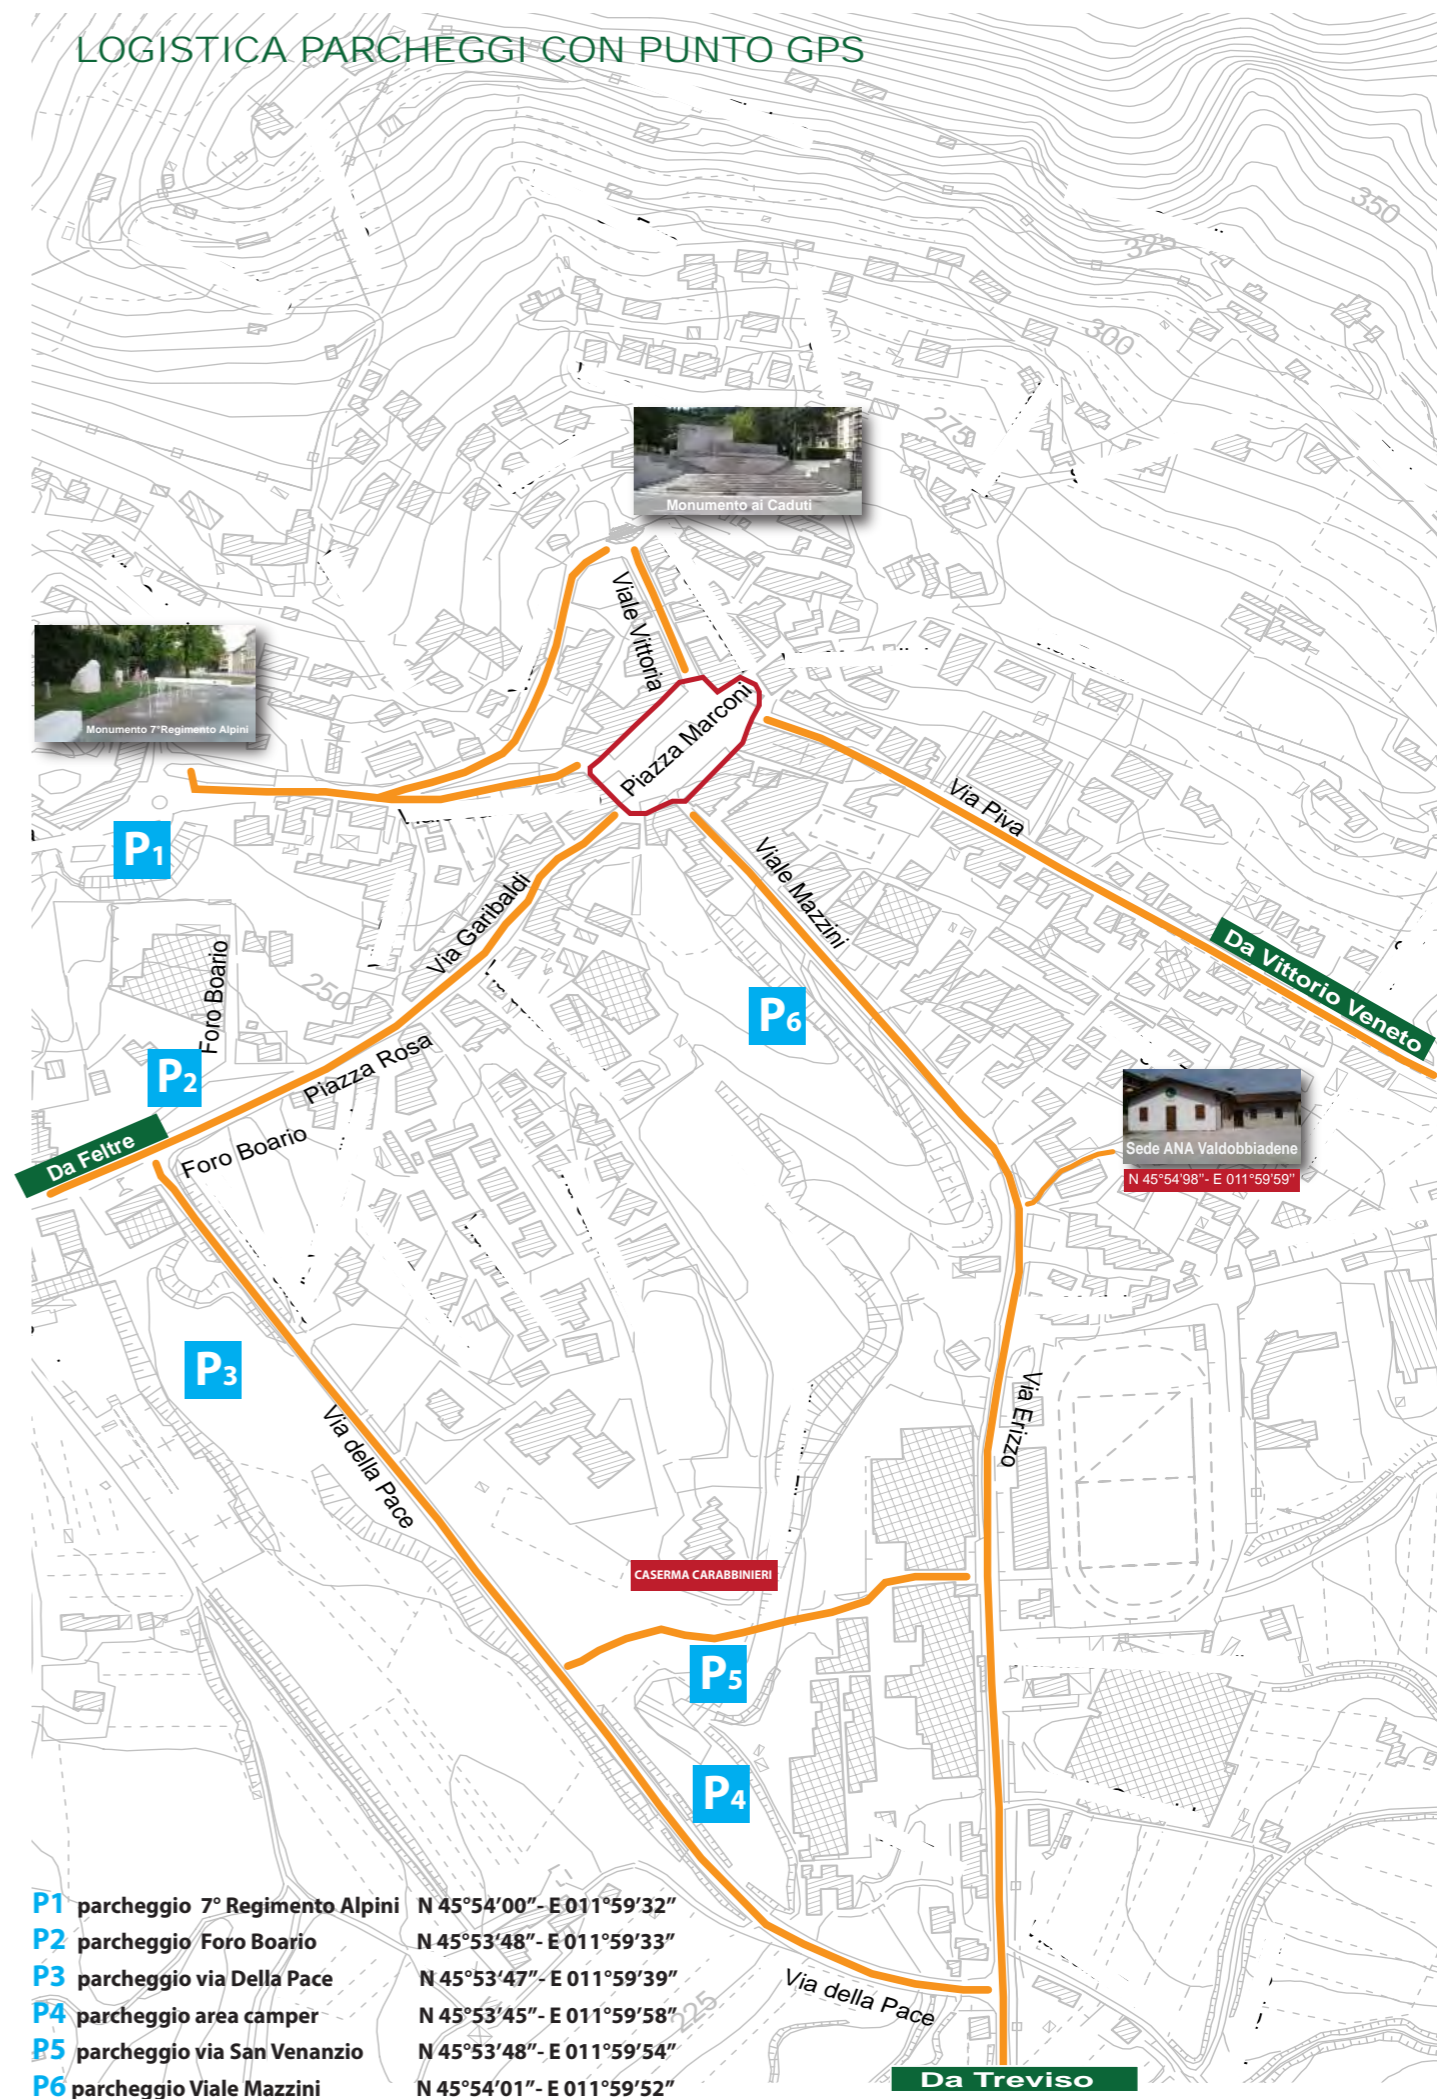 LOGISTICA PARCHEGGI CON PUNTO GPS
350
300
275
Monumento ai Caduti
Viale Vittoria
Monumento 7°Regimento Alpini
Piazza Marconi
Via Piva
P1
Viale Mazzini
Via Garibaldi
Da Vittorio Veneto
Foro Boario
250
P6
Piazza Rosa
P2
Sede ANA Valdobbiadene
N 45°54'98"- E 011°59'59"
Da Feltre
Foro Boario
P3
Via Erizzo
Via della Pace
CASERMA CARABBINIERI
P5
P4
P1 parcheggio 7° Regimento Alpini N 45°54'00"- E 011°59'32"
P2 parcheggio Foro Boario N 45°53'48"- E 011°59'33"
P3 parcheggio via Della Pace N 45°53'47"- E 011°59'39"
P4 parcheggio area camper N 45°53'45"- E 011°59'58"
P5 parcheggio via San Venanzio N 45°53'48"- E 011°59'54"
P6 parcheggio Viale Mazzini N 45°54'01"- E 011°59'52"
225
Via della Pace
Da Treviso